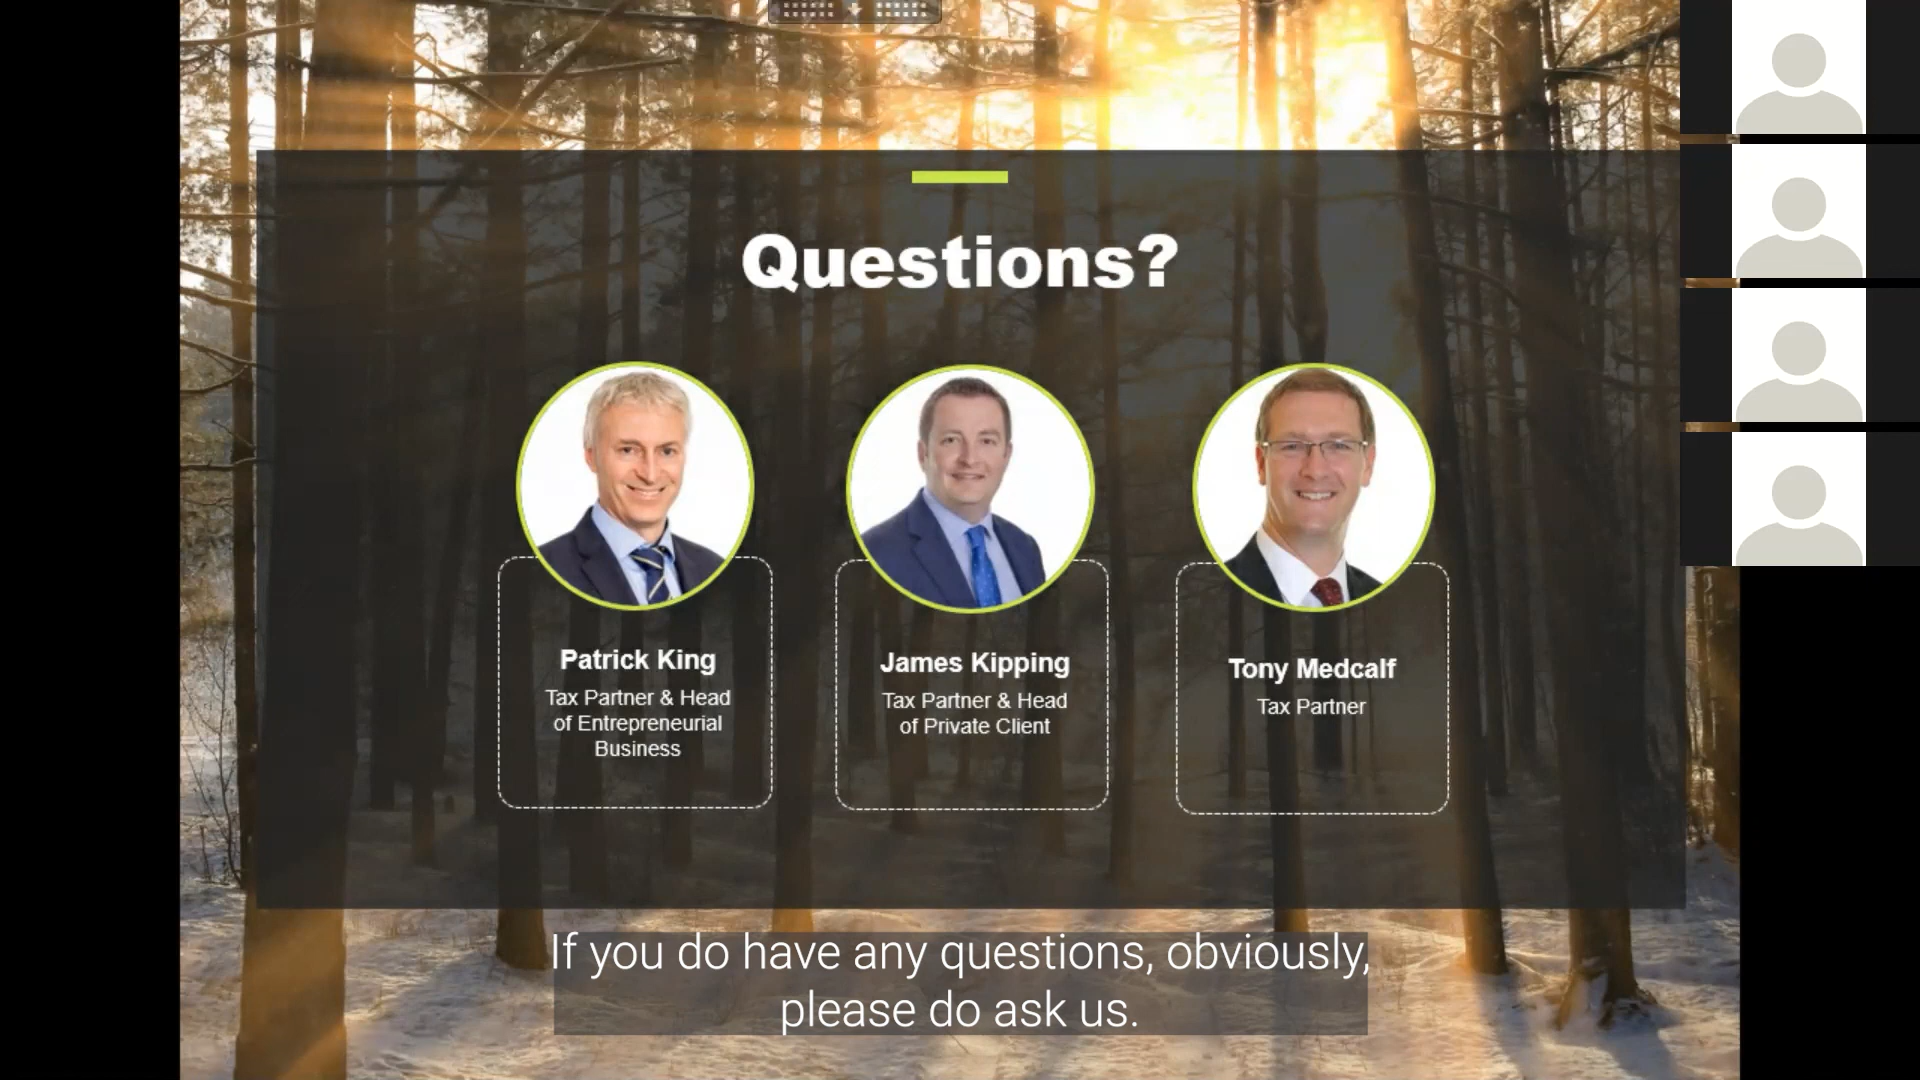 Questions?
Patrick King
Tax Partner & Head
of Entrepreneurial
Business
James Kipping
Tax Partner & Head
of Private Client
Tony Medcalf
Tax Partner
If you do have any questions, obviously,
please do ask us.